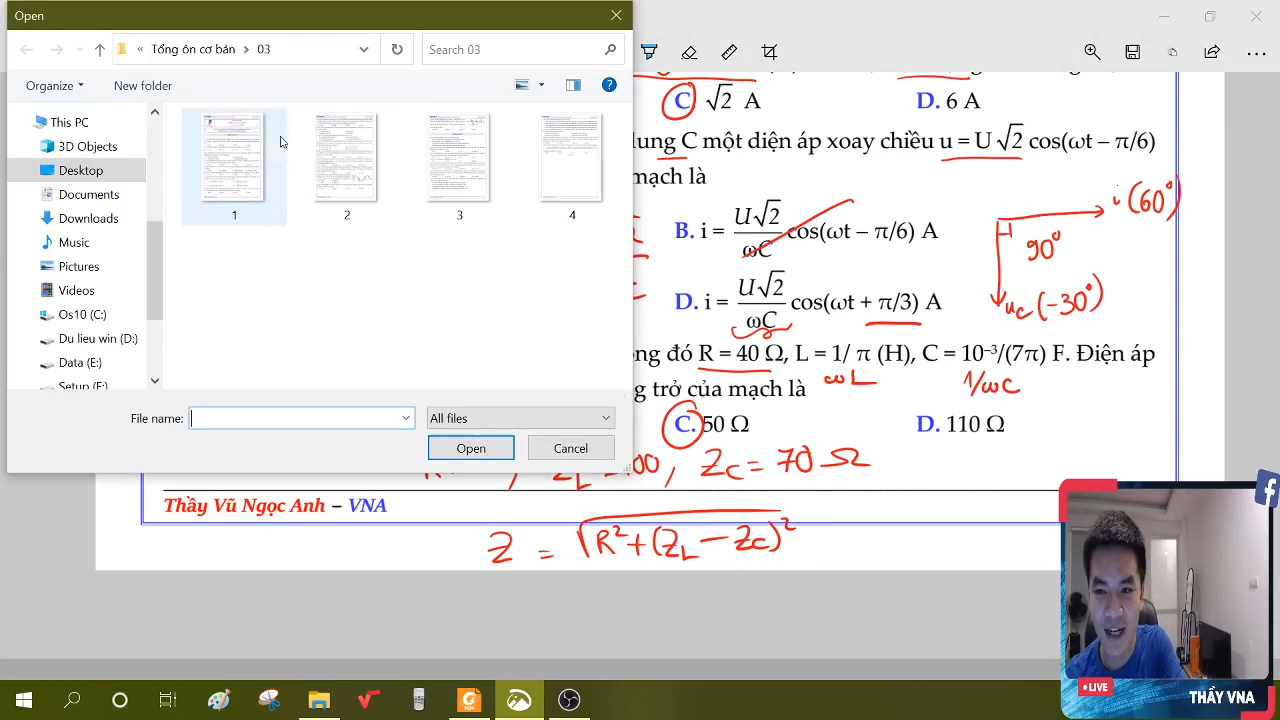 Open
« Tổng ôn cơ bản > 03
Search 03
Organize
New folder
This PC
3D Objects
Desktop
Documents
Downloads
Music
Pictures
Videos
Os10 (C:)
Dự liệu win (D:)
Data (E:)
Setup (F:)
1
2
3
4
File name:
All files
Open
Cancel
C. √2 A
D. 6 A
dung C một diện áp xoay chiều u = U √2 cos(ωt – π/6)
mạch là
B. i = U√2/ωC cos(ωt – π/6) A
i (60°
90°
D. i = U√2/ωC cos(ωt + π/3) A
uC (-30°)
ong đó R = 40 Ω, L = 1/ π (H), C = 10⁻³/(7π) F. Điện áp
ωL
1/ωC
g trở của mạch là
C. 50 Ω
D. 110 Ω
, ZC = 70 Ω
Thầy Vũ Ngọc Anh – VNA
Z = √R² + (ZL – ZC)²
LIVE
THẦY VNA